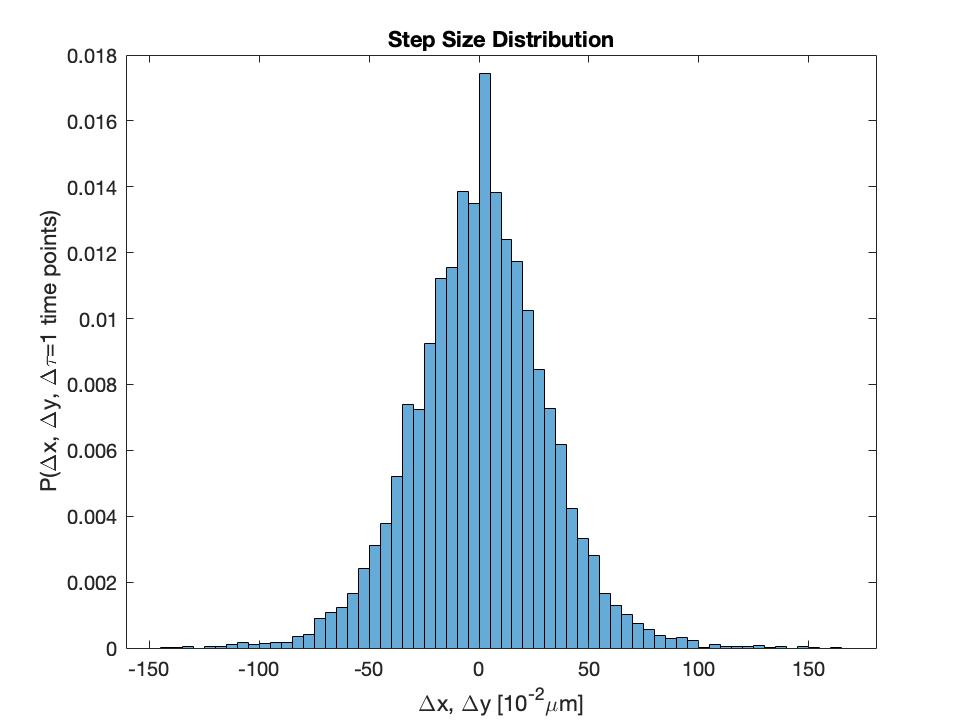 Step Size Distribution
0.018
0.016
0.014
0.012
0.01
0.008
0.006
0.004
0.002
0
P(Δx, Δy, Δτ=1 time points)
-150 -100 -50 0 50 100 150
Δx, Δy [10⁻²μm]